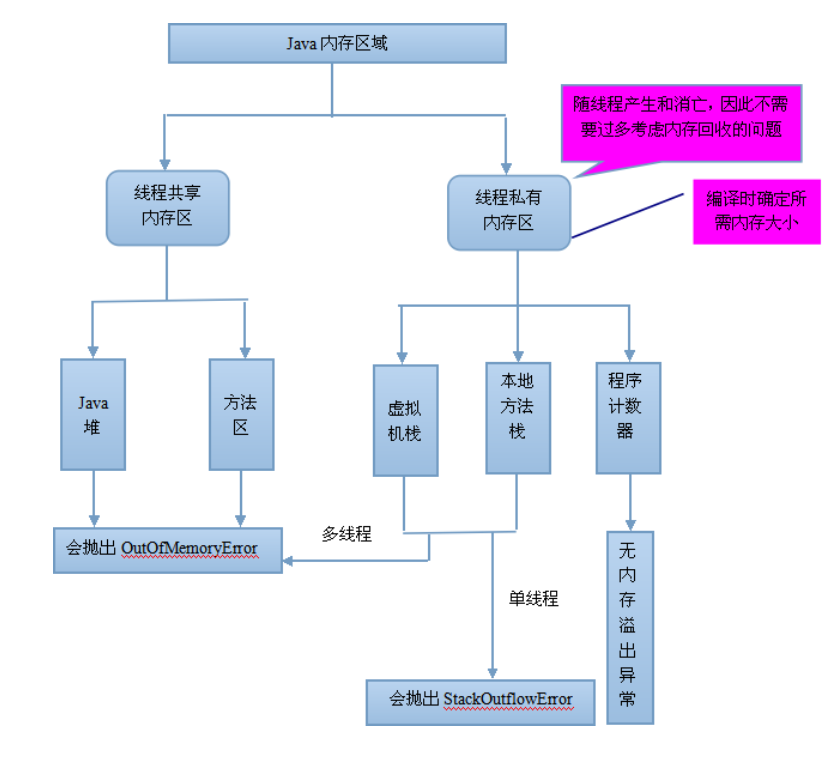 Java 内存区域
随线程产生和消亡，因此不需
要过多考虑内存回收的问题
线程共享
内存区
线程私有
内存区
编译时确定所
需内存大小
Java
堆
方法
区
虚拟
机栈
本地
方法
栈
程序
计数
器
会抛出 OutOfMemoryError
多线程
单线程
无
内
存
溢
出
异
常
会抛出 StackOutflowError